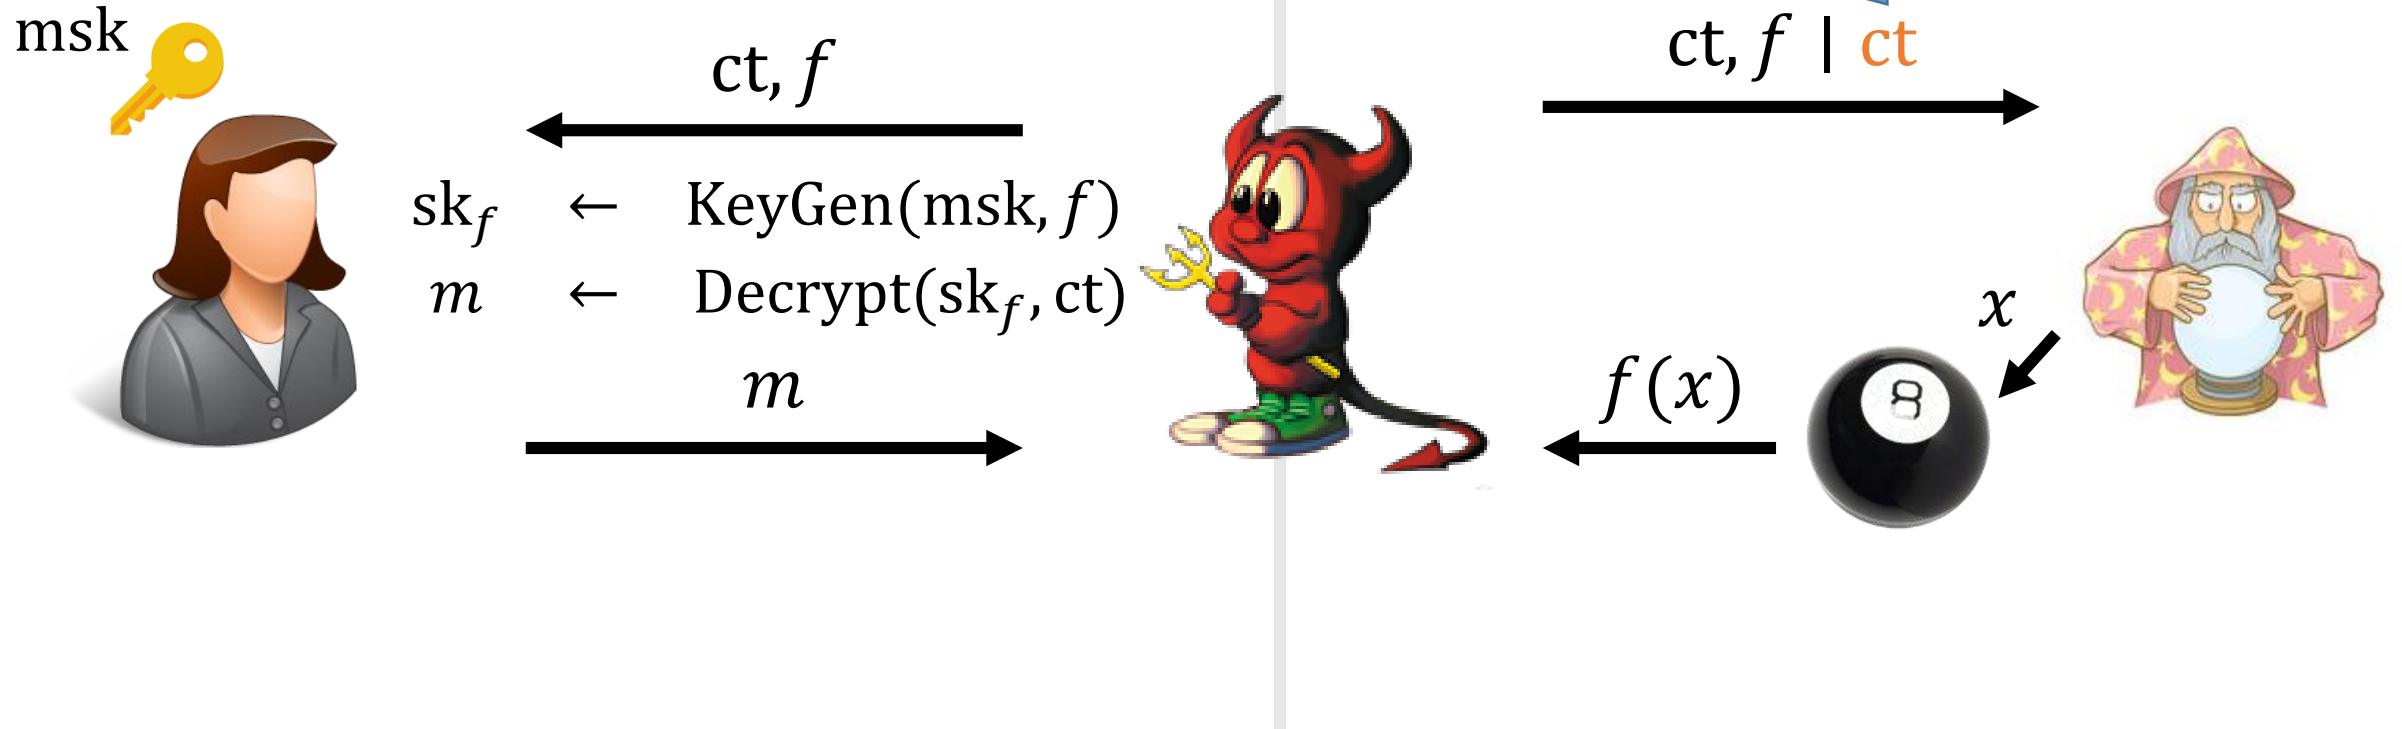 msk
ct, f
sk_f ← KeyGen(msk, f)
m ← Decrypt(sk_f, ct)
m
ct, f | ct
x
f(x)
8